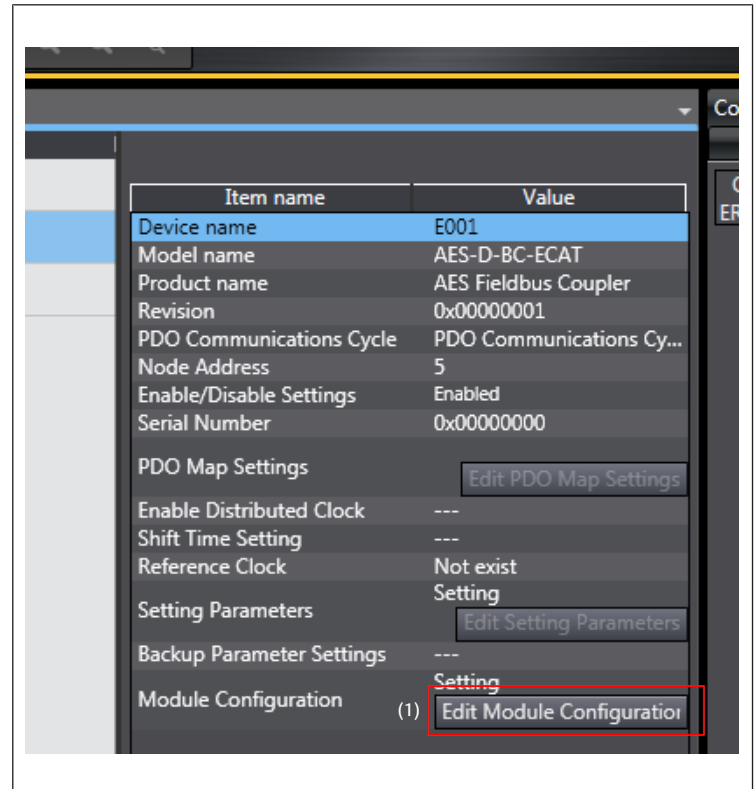 Co
Item name Value
Device name E001
Model name AES-D-BC-ECAT
Product name AES Fieldbus Coupler
Revision 0x00000001
PDO Communications Cycle PDO Communications Cy...
Node Address 5
Enable/Disable Settings Enabled
Serial Number 0x00000000
PDO Map Settings Edit PDO Map Settings
Enable Distributed Clock ---
Shift Time Setting ---
Reference Clock Not exist
Setting
Setting Parameters Edit Setting Parameters
Backup Parameter Settings ---
Setting
Module Configuration (1) Edit Module Configuration